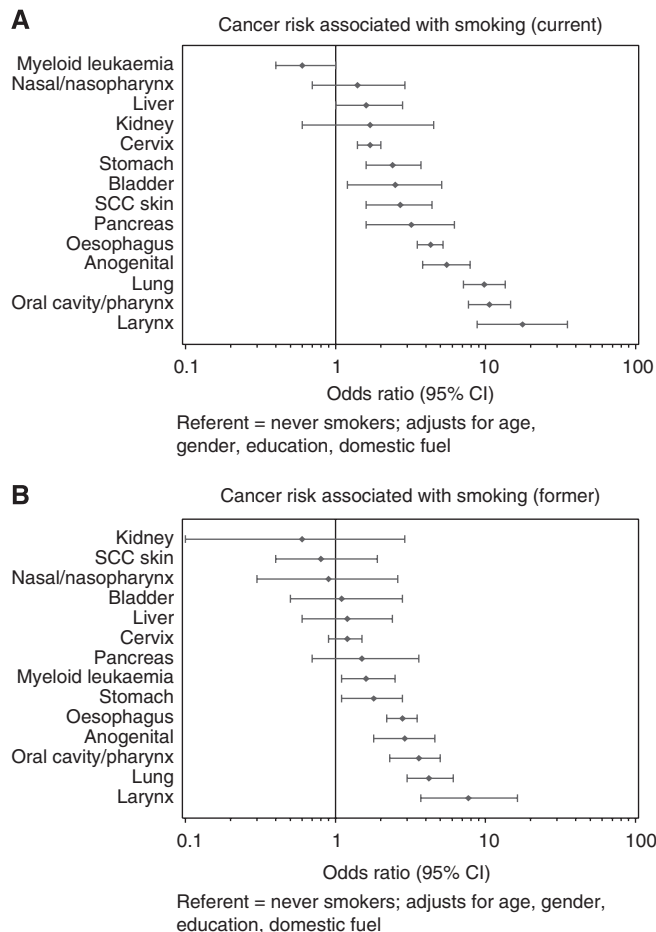 A
Cancer risk associated with smoking (current)
Myeloid leukaemia
Nasal/nasopharynx
Liver
Kidney
Cervix
Stomach
Bladder
SCC skin
Pancreas
Oesophagus
Anogenital
Lung
Oral cavity/pharynx
Larynx
0.1 1 10 100
Odds ratio (95% CI)
Referent = never smokers; adjusts for age,
gender, education, domestic fuel
B
Cancer risk associated with smoking (former)
Kidney
SCC skin
Nasal/nasopharynx
Bladder
Liver
Cervix
Pancreas
Myeloid leukaemia
Stomach
Oesophagus
Anogenital
Oral cavity/pharynx
Lung
Larynx
0.1 1 10 100
Odds ratio (95% CI)
Referent = never smokers; adjusts for age, gender,
education, domestic fuel